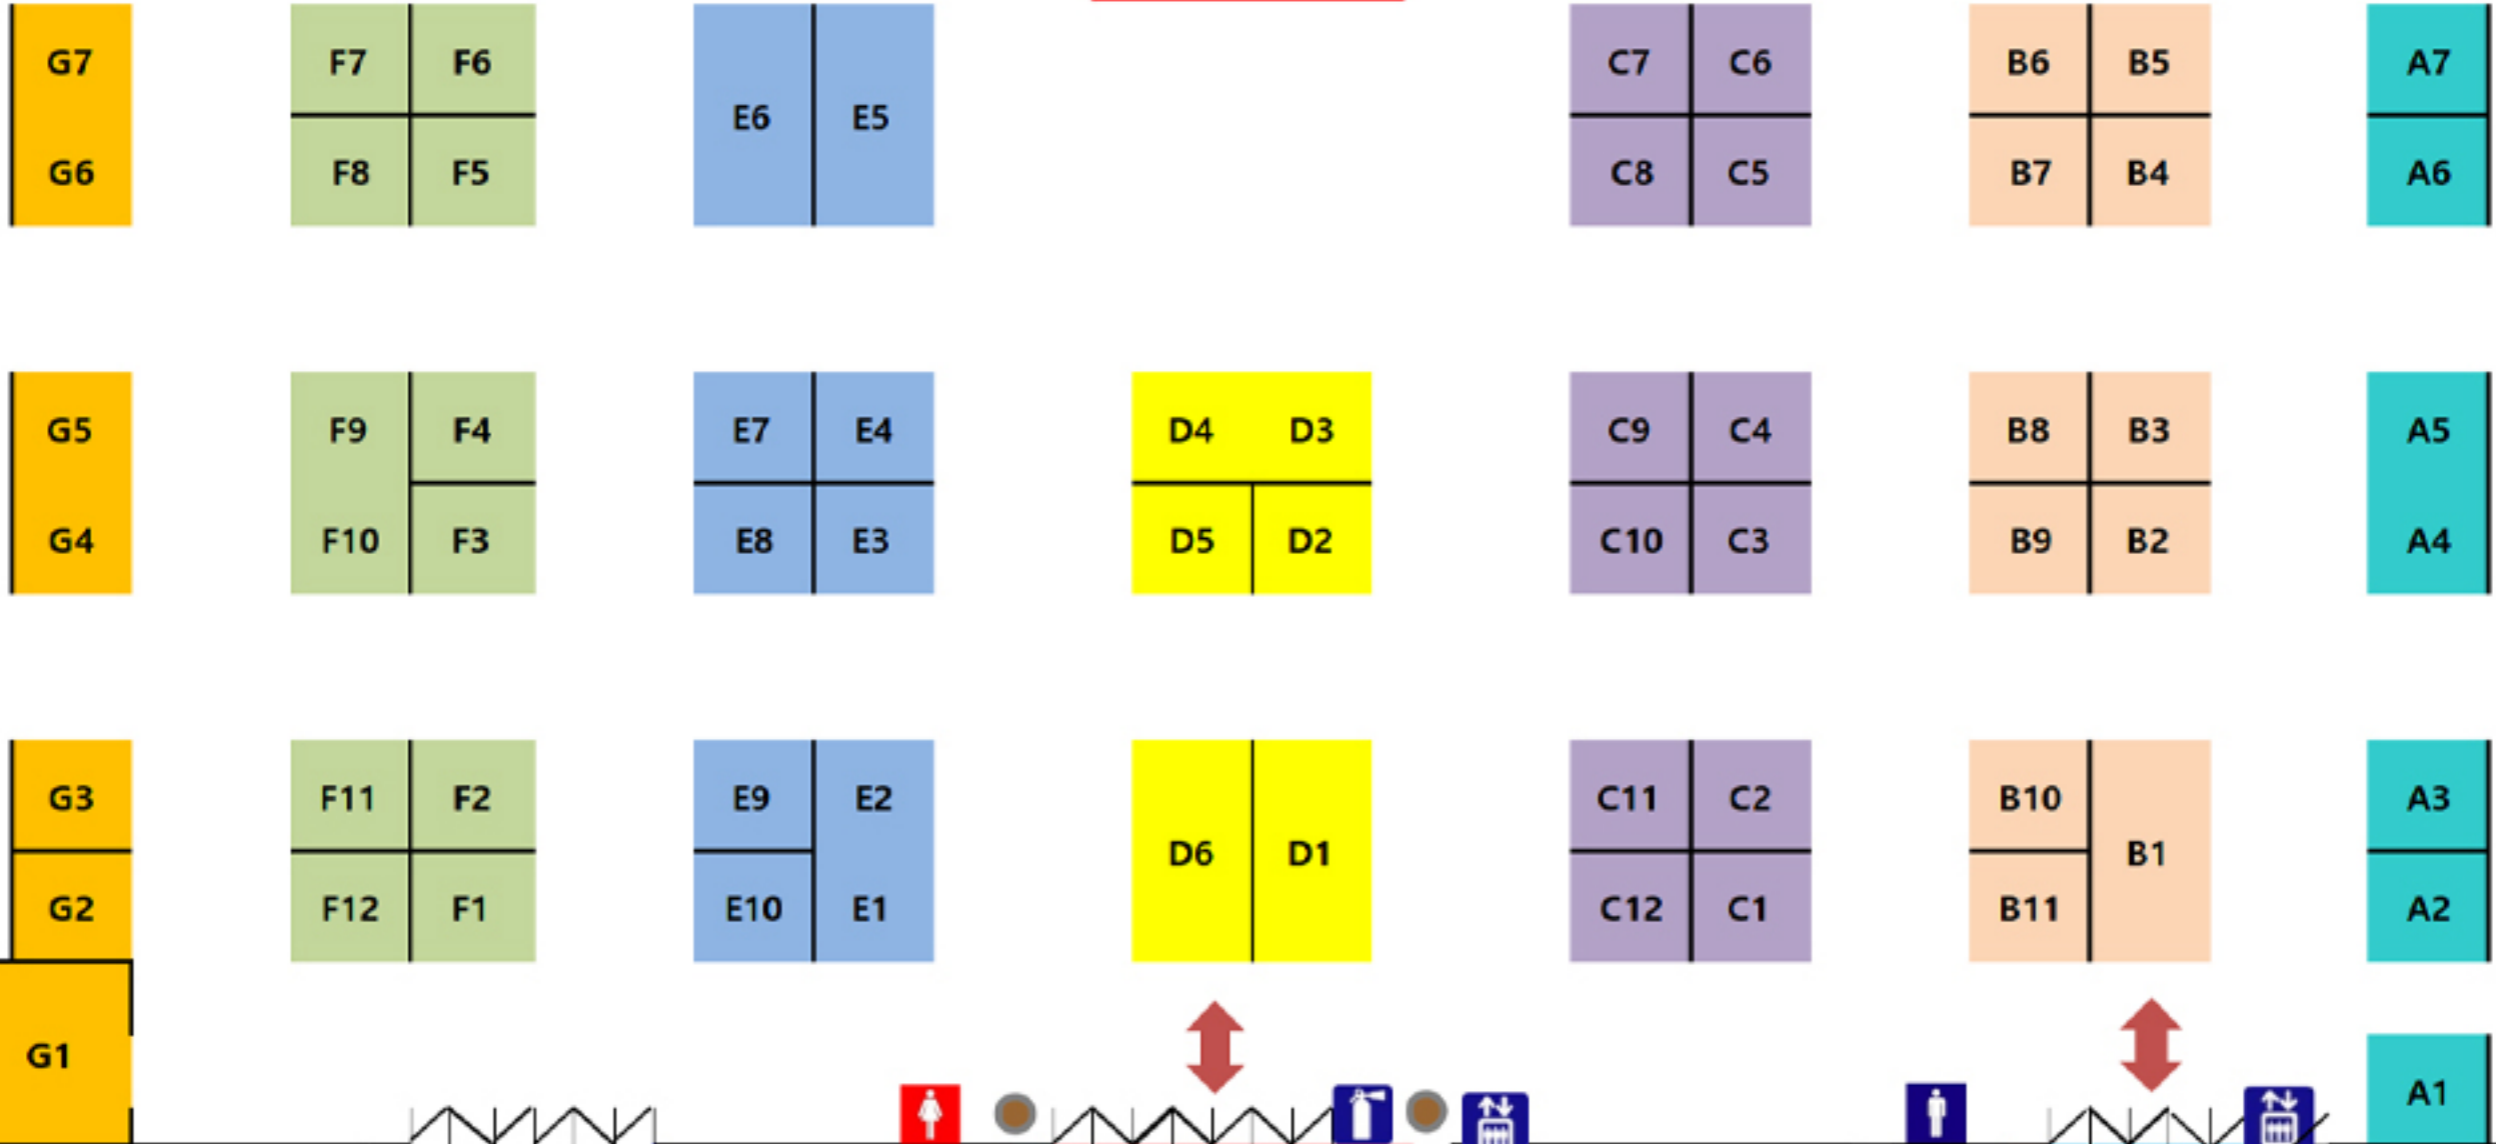 G7 F7 F6 C7 C6 B6 B5 A7
E6 E5
G6 F8 F5 C8 C5 B7 B4 A6
G5 F9 F4 E7 E4 D4 D3 C9 C4 B8 B3 A5
G4 F10 F3 E8 E3 D5 D2 C10 C3 B9 B2 A4
G3 F11 F2 E9 E2 C11 C2 B10 A3
D6 D1 B1
G2 F12 F1 E10 E1 C12 C1 B11 A2
G1
A1